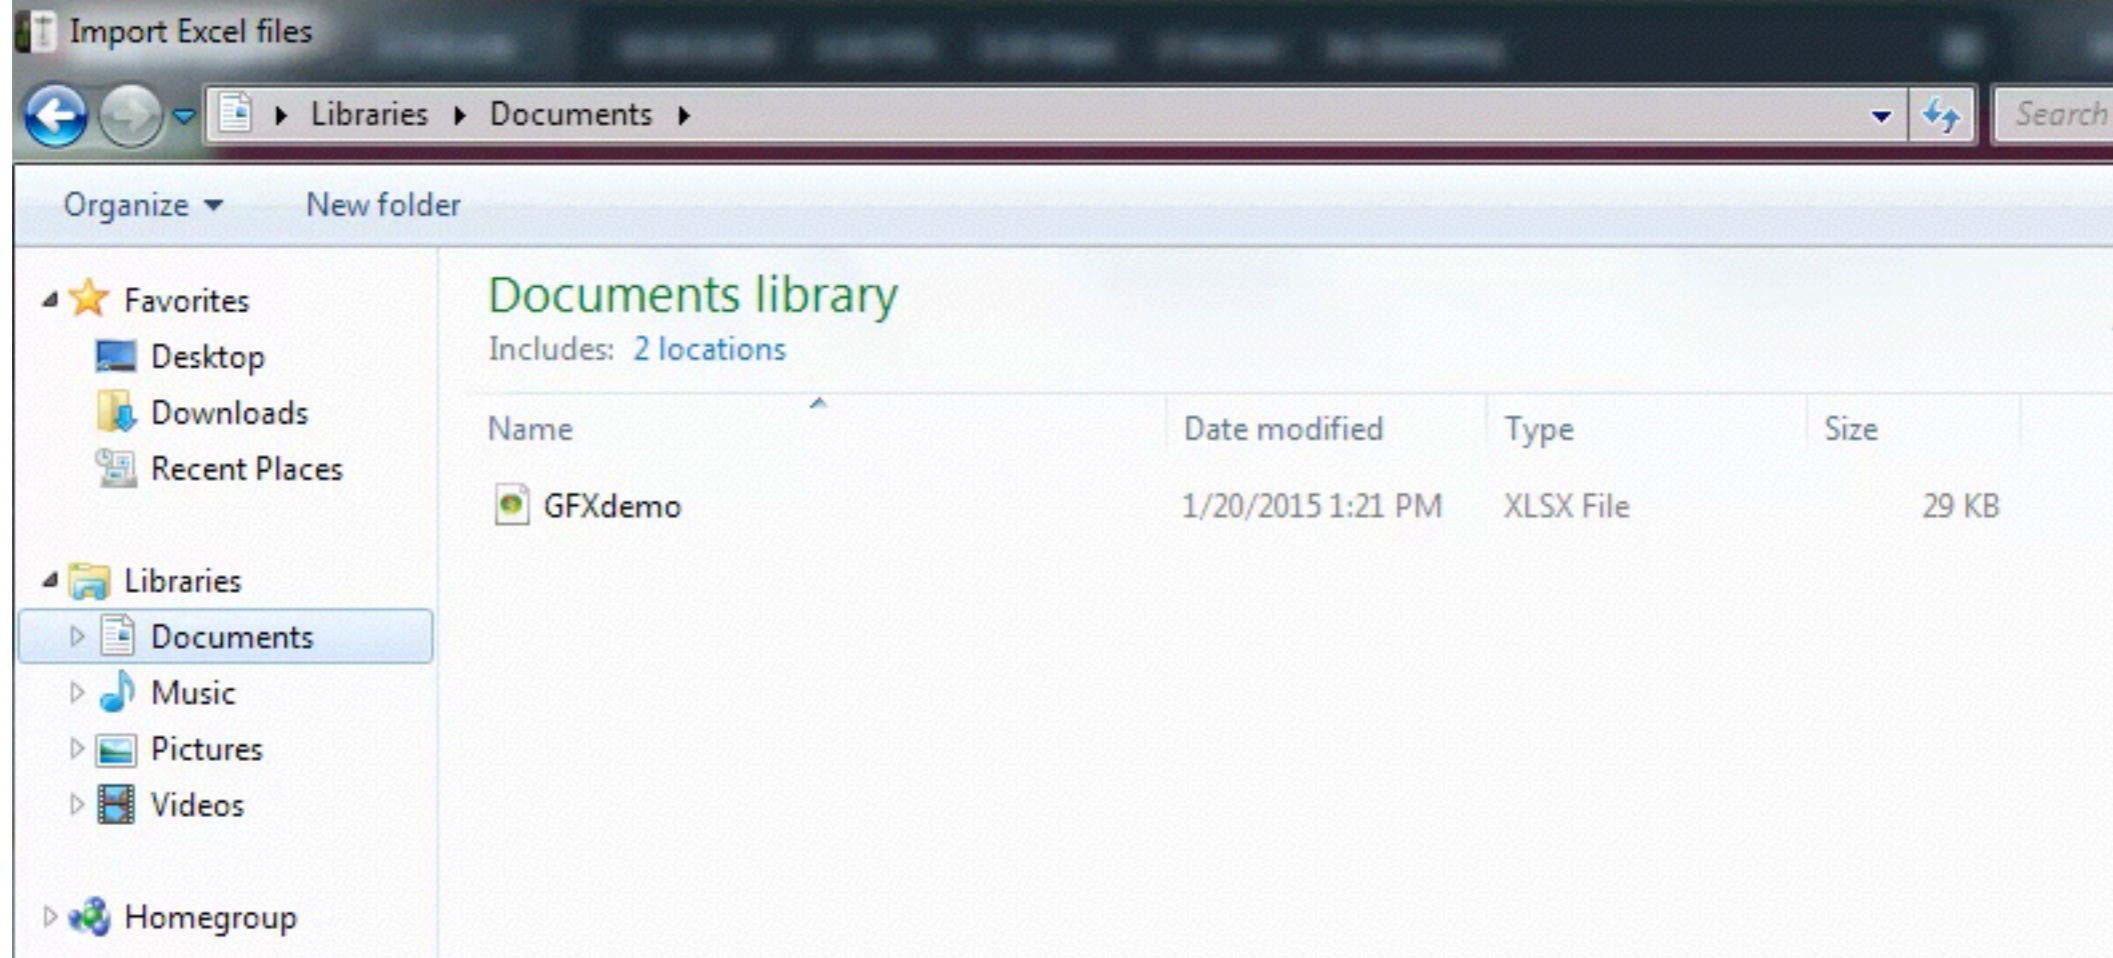 Import Excel files
Libraries Documents
Search
Organize New folder
Favorites
Desktop
Downloads
Recent Places
Libraries
Documents
Music
Pictures
Videos
Homegroup
Documents library
Includes: 2 locations
Name Date modified Type Size
GFXdemo 1/20/2015 1:21 PM XLSX File 29 KB